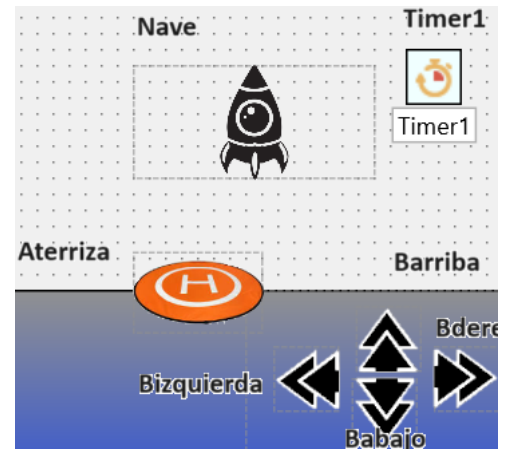 Nave
Timer1
Timer1
Aterriza
H
Barriba
Bdere
Bizquierda
Babajo